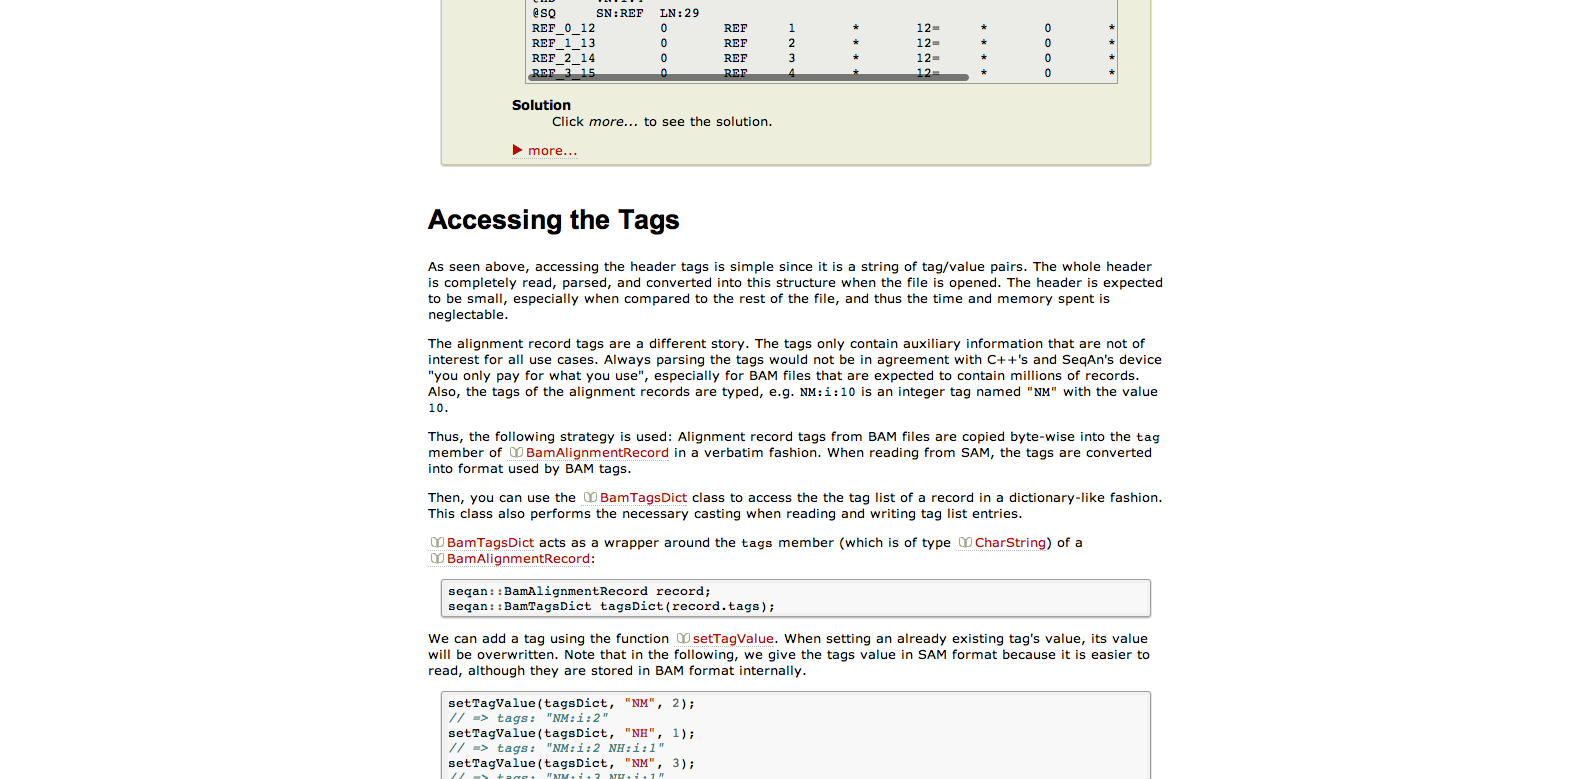 @SQ SN:REF LN:29
REF_0_12 0 REF 1 * 12= * 0 *
REF_1_13 0 REF 2 * 12= * 0 *
REF_2_14 0 REF 3 * 12= * 0 *
REF_3_15 0 REF 4 * 12= * 0 *
Solution
Click more... to see the solution.
more...
Accessing the Tags
As seen above, accessing the header tags is simple since it is a string of tag/value pairs. The whole header
is completely read, parsed, and converted into this structure when the file is opened. The header is expected
to be small, especially when compared to the rest of the file, and thus the time and memory spent is
neglectable.
The alignment record tags are a different story. The tags only contain auxiliary information that are not of
interest for all use cases. Always parsing the tags would not be in agreement with C++'s and SeqAn's device
"you only pay for what you use", especially for BAM files that are expected to contain millions of records.
Also, the tags of the alignment records are typed, e.g. NM:i:10 is an integer tag named "NM" with the value
10.
Thus, the following strategy is used: Alignment record tags from BAM files are copied byte-wise into the tag
member of BamAlignmentRecord in a verbatim fashion. When reading from SAM, the tags are converted
into format used by BAM tags.
Then, you can use the BamTagsDict class to access the the tag list of a record in a dictionary-like fashion.
This class also performs the necessary casting when reading and writing tag list entries.
BamTagsDict acts as a wrapper around the tags member (which is of type CharString) of a
BamAlignmentRecord:
seqan::BamAlignmentRecord record;
seqan::BamTagsDict tagsDict(record.tags);
We can add a tag using the function setTagValue. When setting an already existing tag's value, its value
will be overwritten. Note that in the following, we give the tags value in SAM format because it is easier to
read, although they are stored in BAM format internally.
setTagValue(tagsDict, "NM", 2);
// => tags: "NM:i:2"
setTagValue(tagsDict, "NH", 1);
// => tags: "NM:i:2 NH:i:1"
setTagValue(tagsDict, "NM", 3);
// => tags: "NM:i:3 NH:i:1"